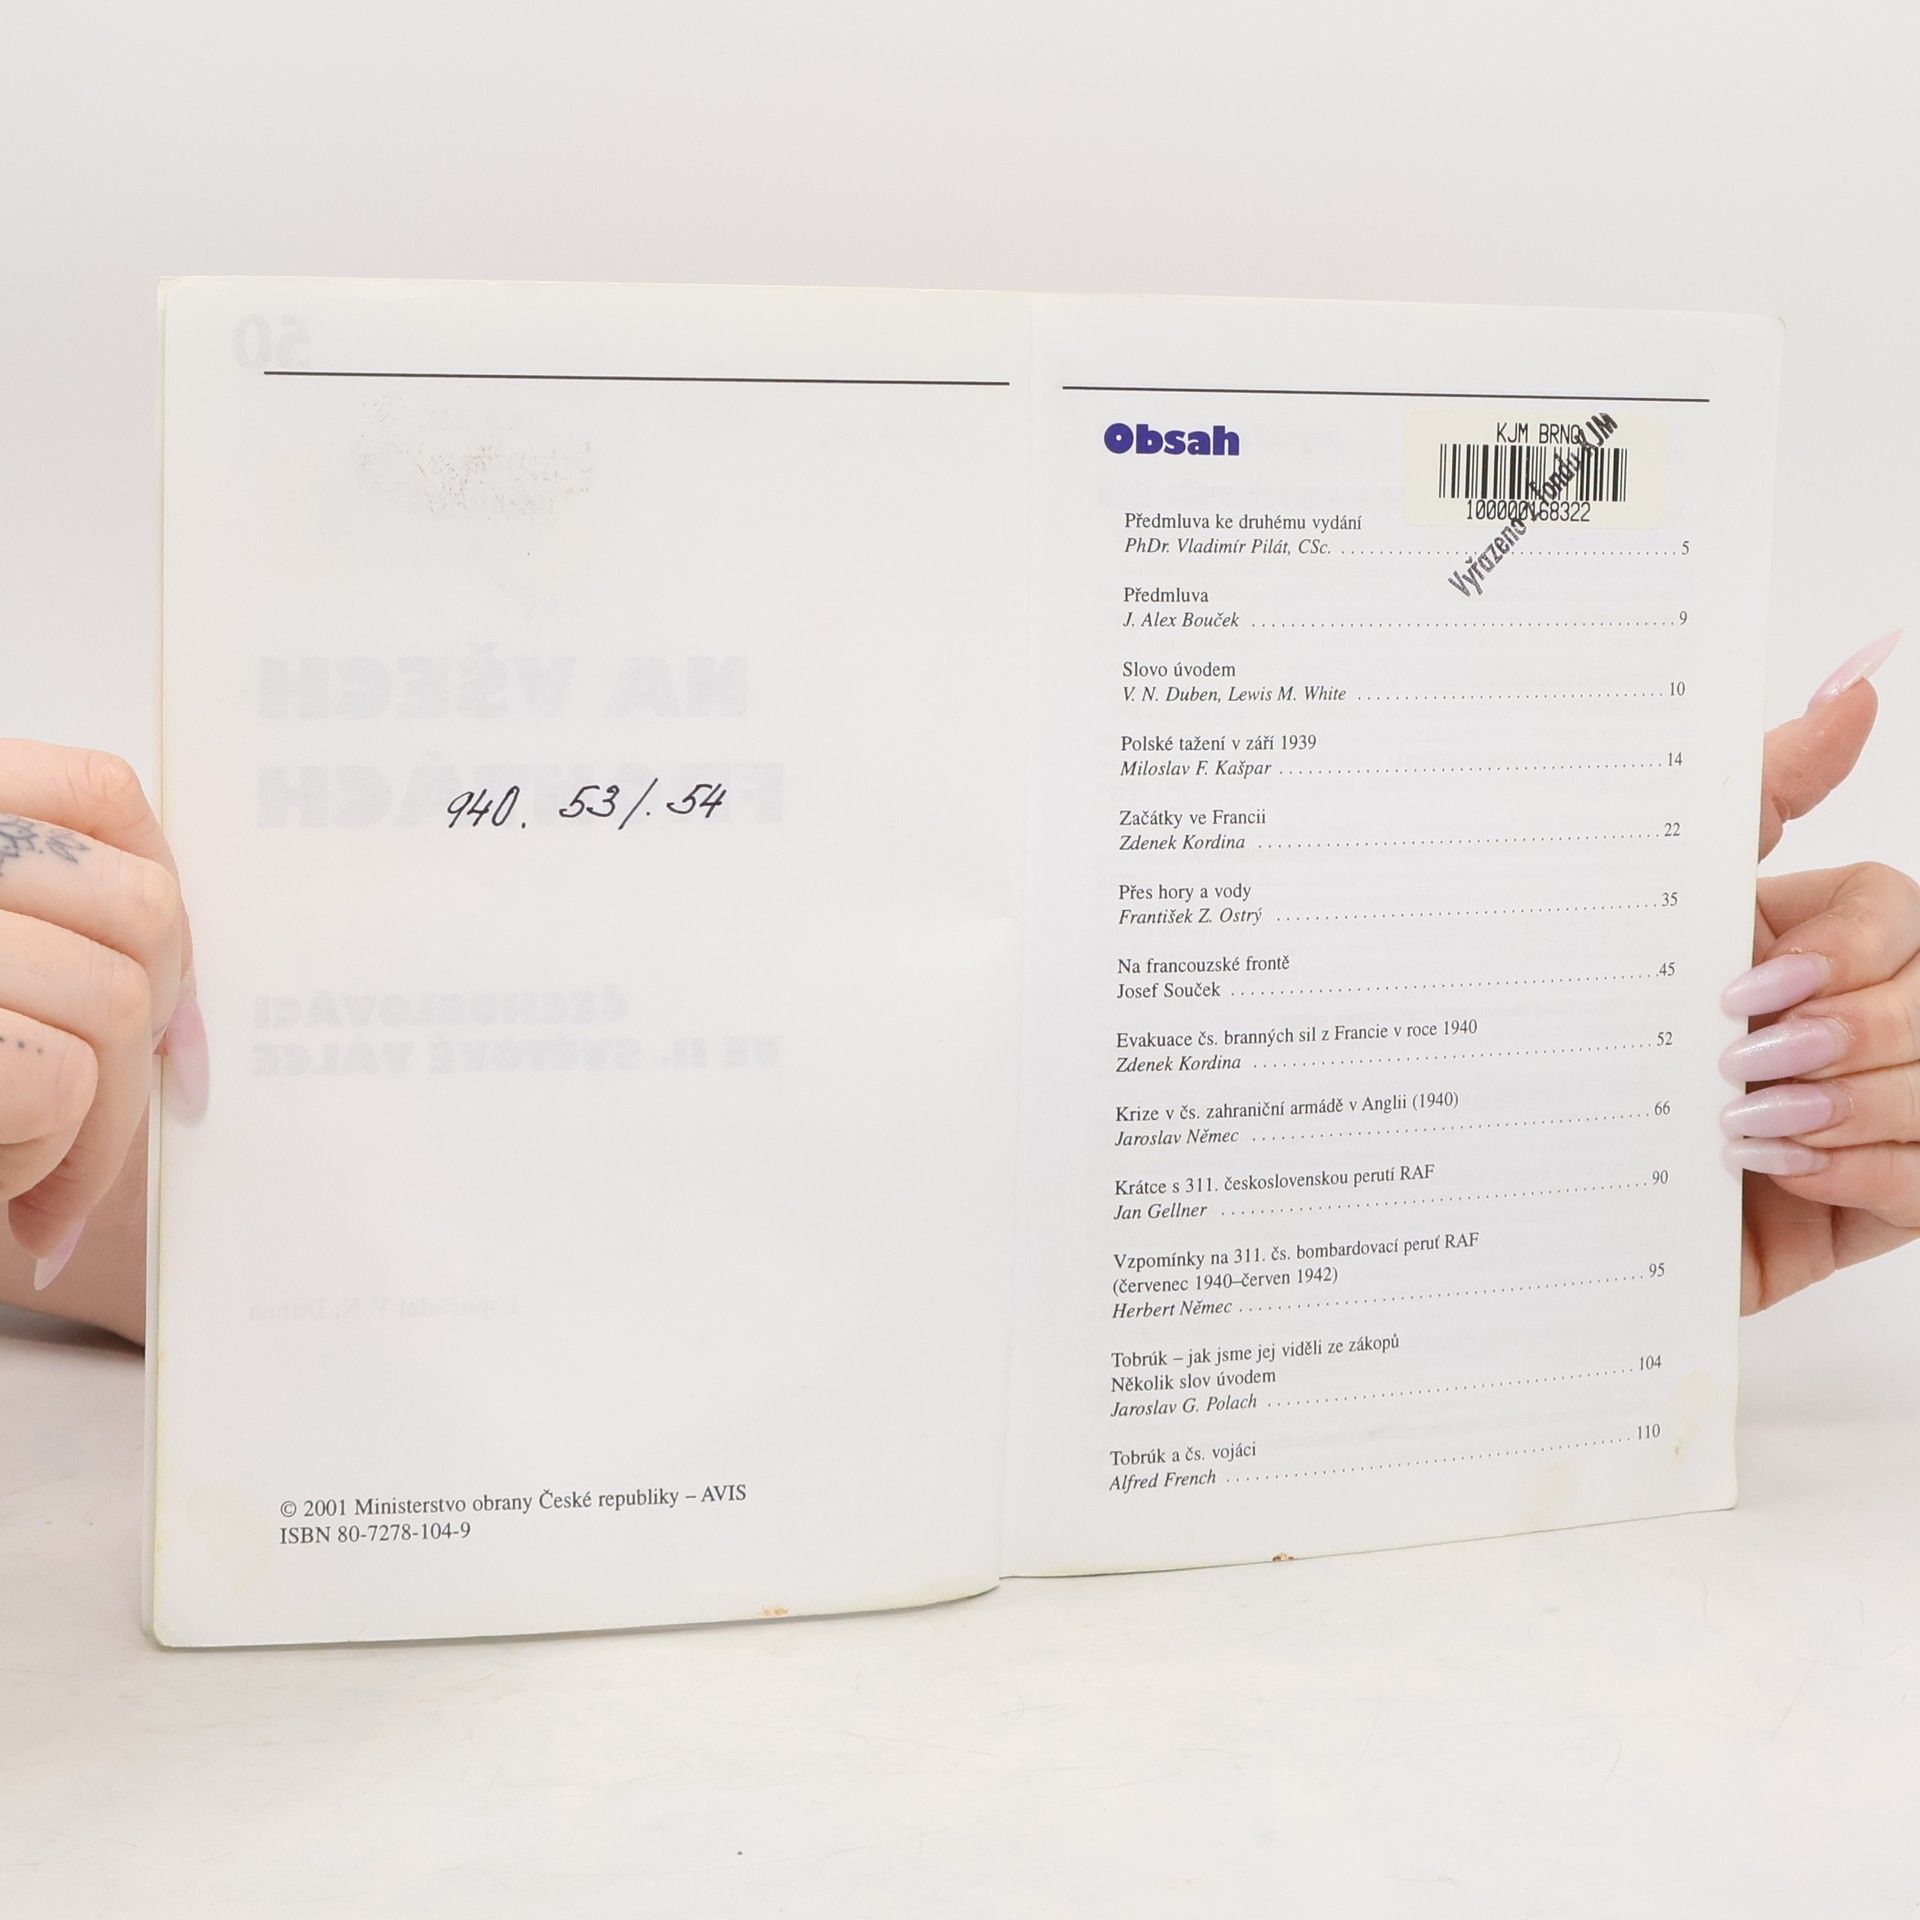 940. 53/. 54
© 2001 Ministerstvo obrany České republiky – AVIS
ISBN 80-7278-104-9
Obsah
KJM BRNO
100000168322
Vyřazeno z fondu KJM
Předmluva ke druhému vydání
PhDr. Vladimír Pilát, CSc. 5
Předmluva
J. Alex Bouček 9
Slovo úvodem
V. N. Duben, Lewis M. White 10
Polské tažení v září 1939
Miloslav F. Kašpar 14
Začátky ve Francii
Zdenek Kordina 22
Přes hory a vody
František Z. Ostrý 35
Na francouzské frontě
Josef Souček 45
Evakuace čs. branných sil z Francie v roce 1940
Zdenek Kordina 52
Krize v čs. zahraniční armádě v Anglii (1940)
Jaroslav Němec 66
Krátce s 311. československou perutí RAF
Jan Gellner 90
Vzpomínky na 311. čs. bombardovací peruť RAF
(červenec 1940–červen 1942)
Herbert Němec 95
Tobrúk – jak jsme jej viděli ze zákopů
Několik slov úvodem
Jaroslav G. Polach 104
Tobrúk a čs. vojáci
Alfred French 110